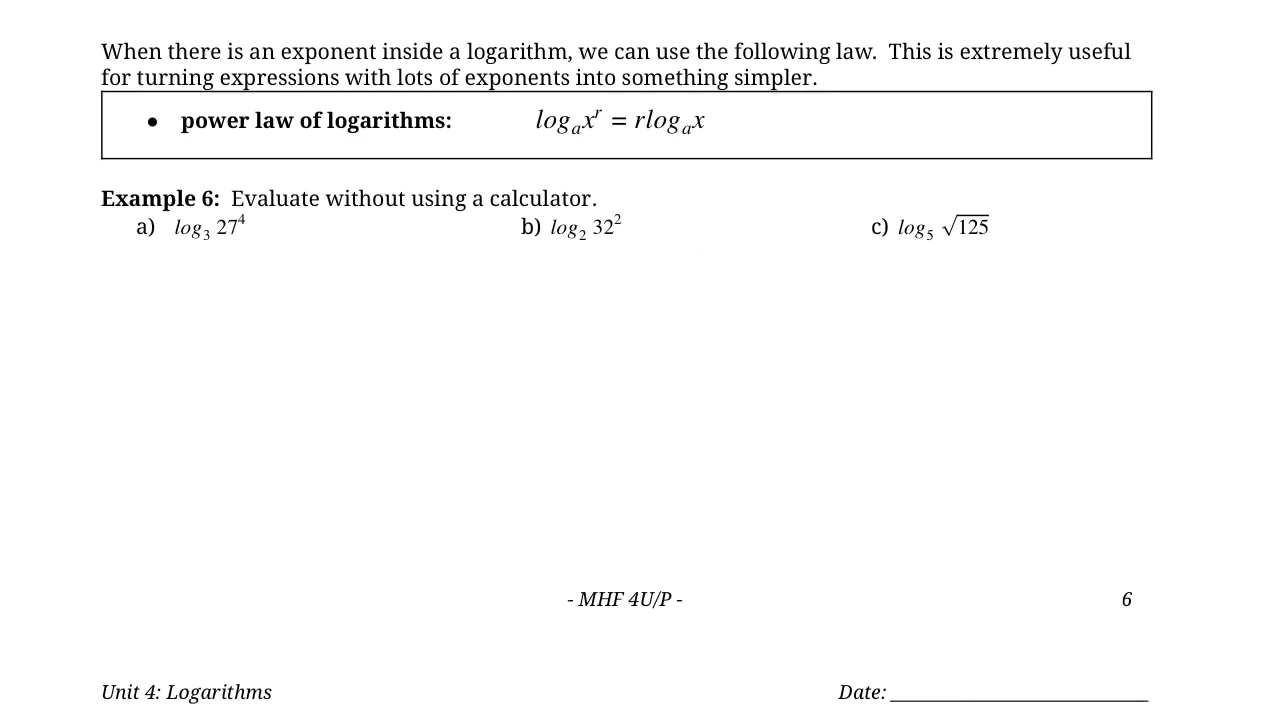 When there is an exponent inside a logarithm, we can use the following law.  This is extremely useful
for turning expressions with lots of exponents into something simpler.
● power law of logarithms: logₐxʳ = rlogₐx
Example 6:  Evaluate without using a calculator.
a) log₃ 27⁴ b) log₂ 32² c) log₅ √125
- MHF 4U/P - 6
Unit 4: Logarithms Date: __________________________